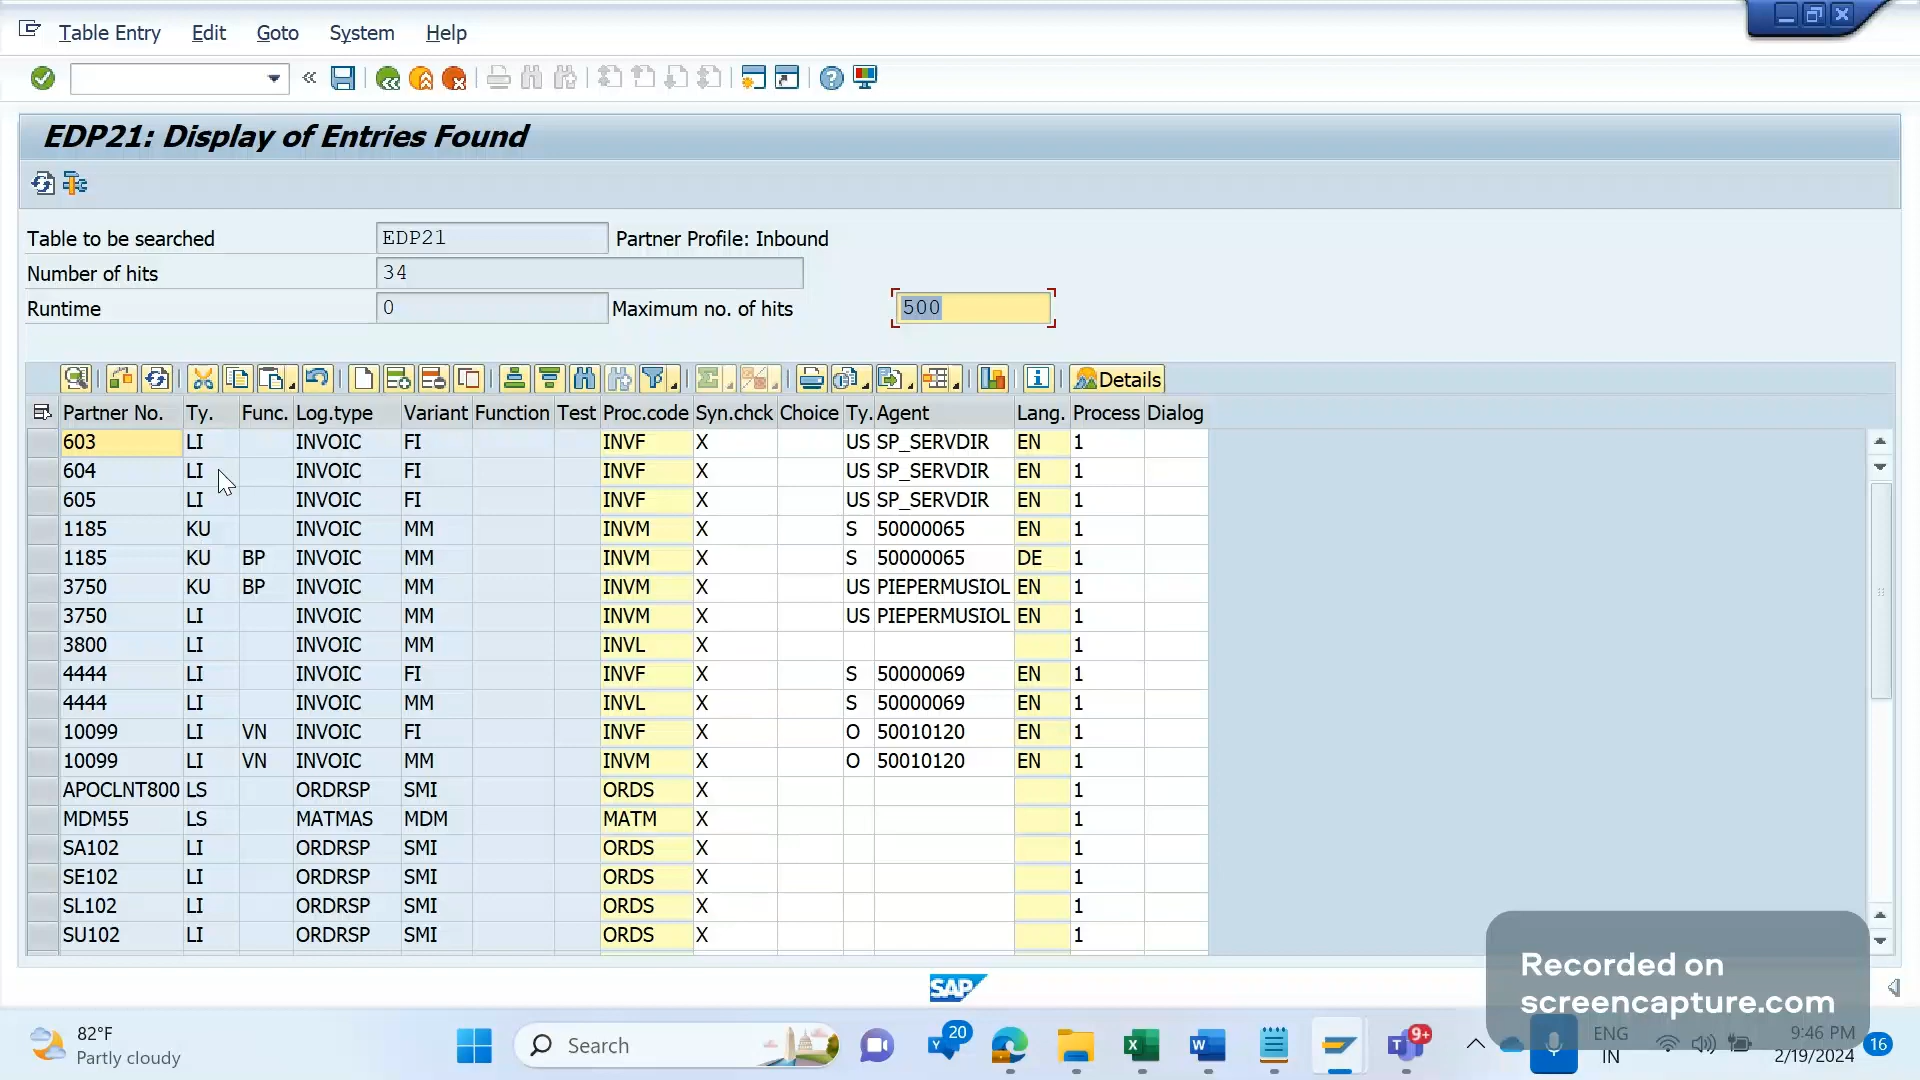 Table Entry Edit Goto System Help
EDP21: Display of Entries Found
Table to be searched EDP21 Partner Profile: Inbound
Number of hits 34
Runtime 0 Maximum no. of hits 500
Details
Partner No. Ty. Func. Log.type Variant Function Test Proc.code Syn.chck Choice Ty. Agent Lang. Process Dialog
603 LI INVOIC FI INVF X US SP_SERVDIR EN 1
604 LI INVOIC FI INVF X US SP_SERVDIR EN 1
605 LI INVOIC FI INVF X US SP_SERVDIR EN 1
1185 KU INVOIC MM INVM X S 50000065 EN 1
1185 KU BP INVOIC MM INVM X S 50000065 DE 1
3750 KU BP INVOIC MM INVM X US PIEPERMUSIOL EN 1
3750 LI INVOIC MM INVM X US PIEPERMUSIOL EN 1
3800 LI INVOIC MM INVL X 1
4444 LI INVOIC FI INVF X S 50000069 EN 1
4444 LI INVOIC MM INVL X S 50000069 EN 1
10099 LI VN INVOIC FI INVF X O 50010120 EN 1
10099 LI VN INVOIC MM INVM X O 50010120 EN 1
APOCLNT800 LS ORDRSP SMI ORDS X 1
MDM55 LS MATMAS MDM MATM X 1
SA102 LI ORDRSP SMI ORDS X 1
SE102 LI ORDRSP SMI ORDS X 1
SL102 LI ORDRSP SMI ORDS X 1
SU102 LI ORDRSP SMI ORDS X 1
SAP
Recorded on
screencapture.com
82°F
Partly cloudy
Search
20
9+
ENG
IN
9:46 PM
2/19/2024
16